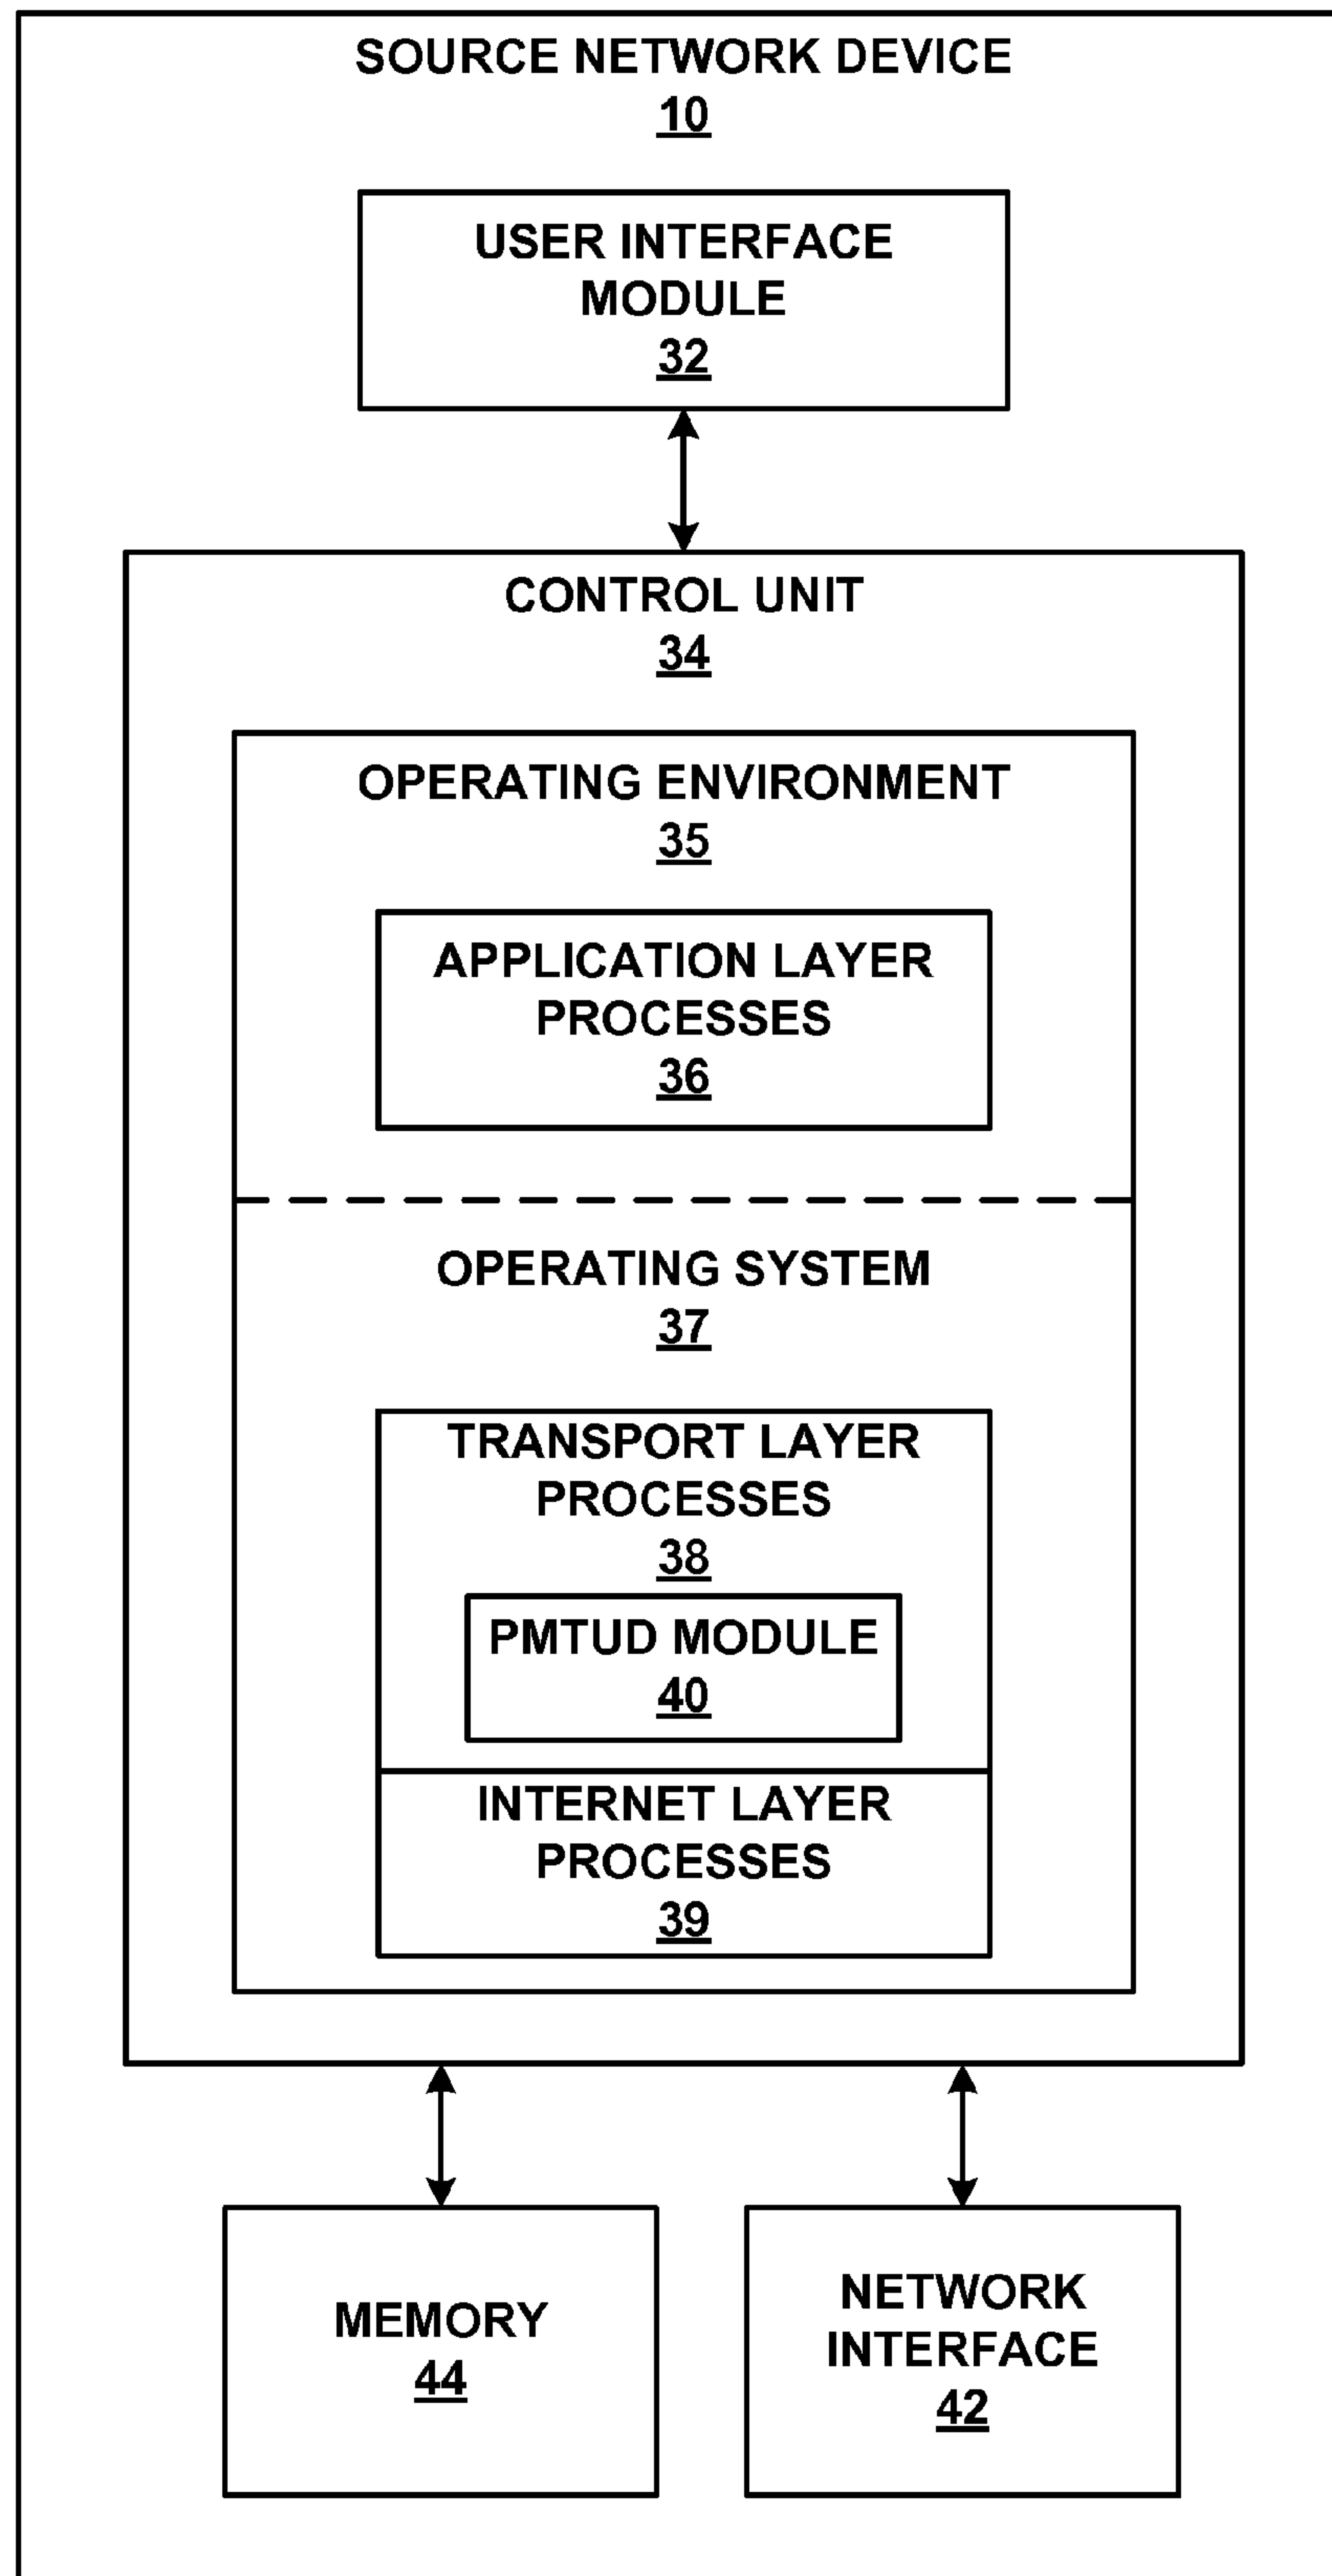 SOURCE NETWORK DEVICE
10
USER INTERFACE
MODULE
32
CONTROL UNIT
34
OPERATING ENVIRONMENT
35
APPLICATION LAYER
PROCESSES
36
OPERATING SYSTEM
37
TRANSPORT LAYER
PROCESSES
38
PMTUD MODULE
40
INTERNET LAYER
PROCESSES
39
MEMORY
44
NETWORK
INTERFACE
42